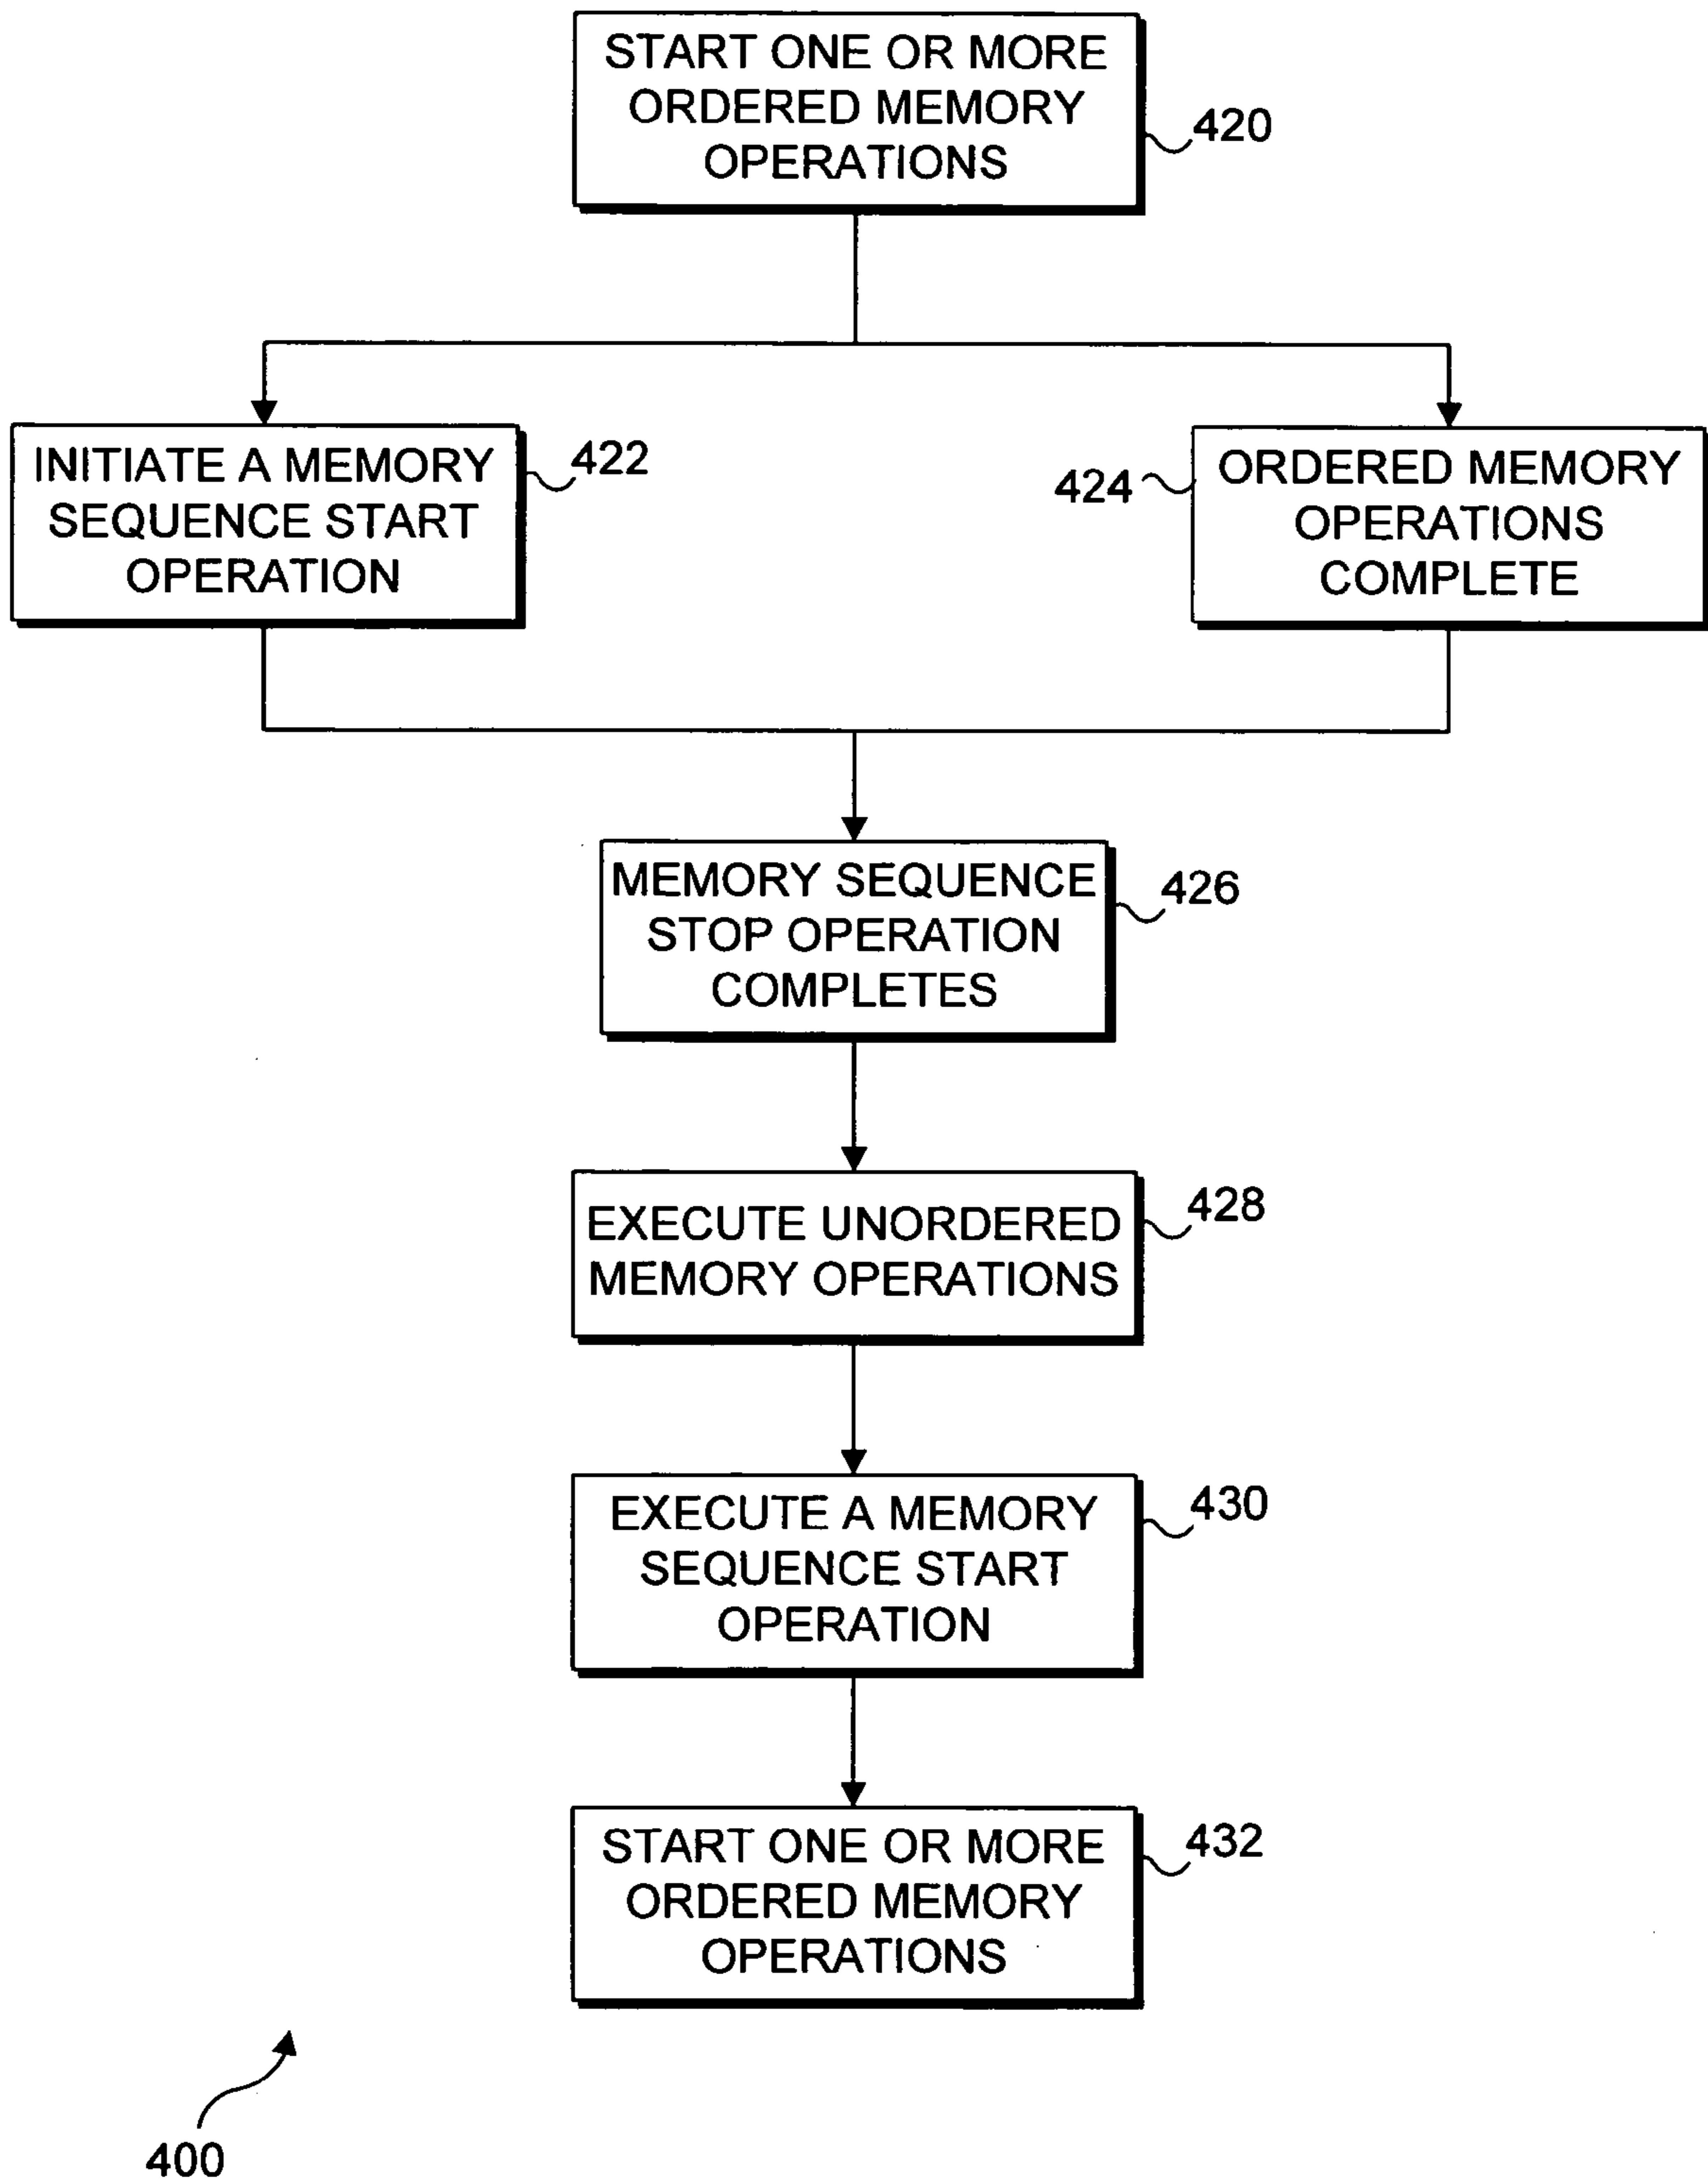 START ONE OR MORE
ORDERED MEMORY
OPERATIONS
420
INITIATE A MEMORY
SEQUENCE START
OPERATION
422
424
ORDERED MEMORY
OPERATIONS
COMPLETE
MEMORY SEQUENCE
STOP OPERATION
COMPLETES
426
EXECUTE UNORDERED
MEMORY OPERATIONS
428
EXECUTE A MEMORY
SEQUENCE START
OPERATION
430
START ONE OR MORE
ORDERED MEMORY
OPERATIONS
432
400